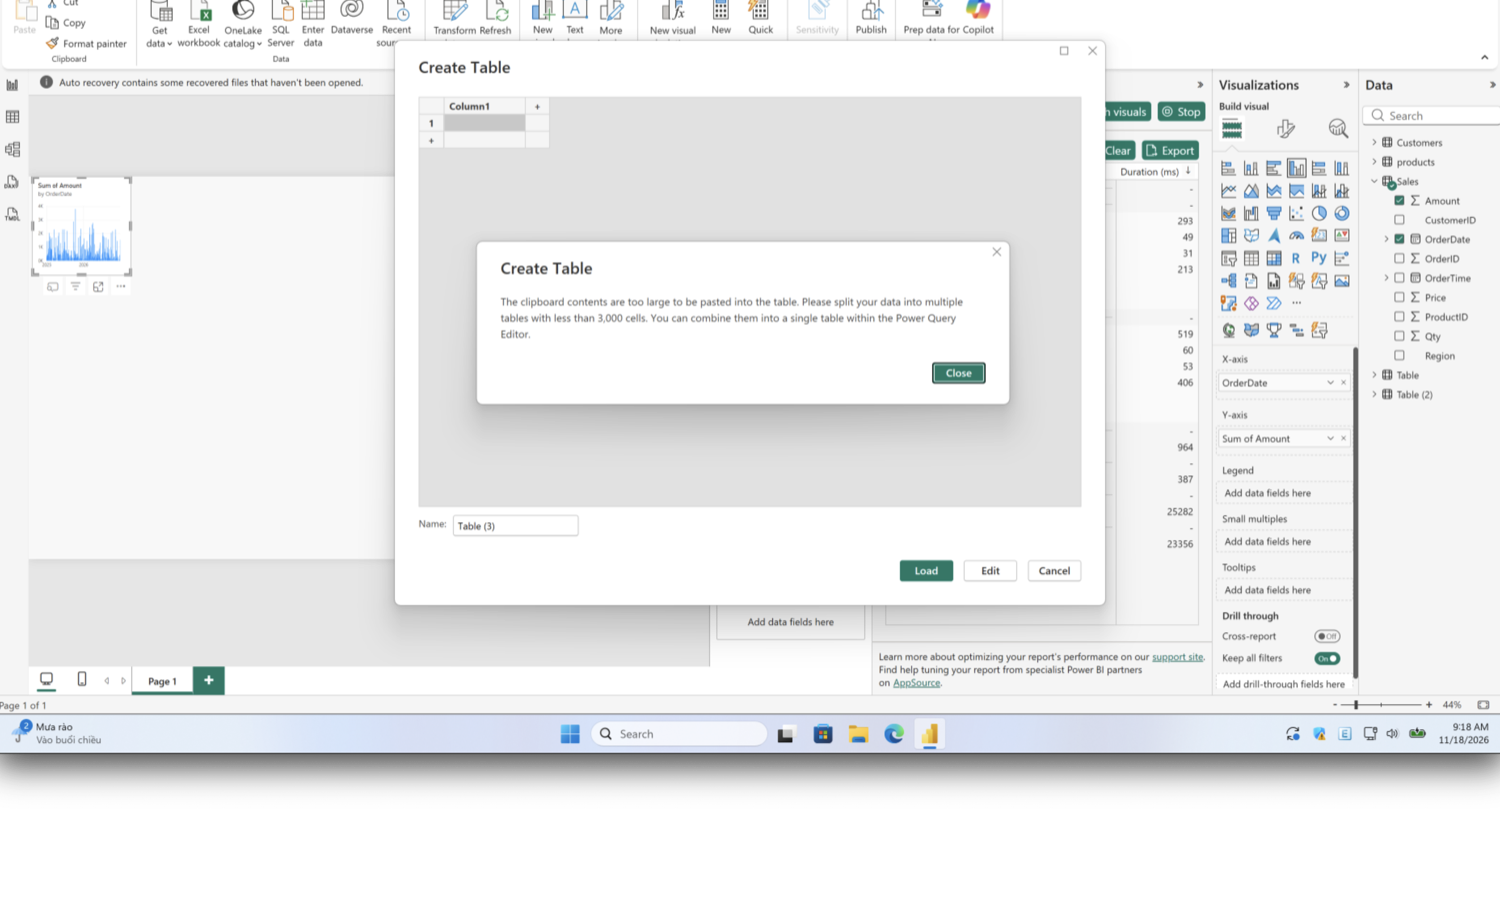 Cut
Paste
Copy
Format painter
Clipboard
Get data
Excel workbook
OneLake catalog
SQL Server
Enter data
Dataverse
Recent
Data
Transform
Refresh
New
Text
More
New visual
New
Quick
Sensitivity
Publish
Prep data for
Copilot
Auto recovery contains some recovered files that haven't been opened.
Sum of Amount
by OrderDate
Create Table
Column1
+
1
+
Create Table
The clipboard contents are too large to be pasted into the table. Please split your data into multiple
tables with less than 3,000 cells. You can combine them into a single table within the Power Query
Editor.
Close
Name:
Table (3)
Load
Edit
Cancel
Add data fields here
visuals
Stop
Clear
Export
Duration (ms)
-
-
293
49
31
213
-
519
60
53
406
-
964
-
387
-
25282
-
23356
Learn more about optimizing your report's performance on our support site.
Find help tuning your report from specialist Power BI partners
on AppSource.
Visualizations
Build visual
R
Py
X-axis
OrderDate
Y-axis
Sum of Amount
Legend
Add data fields here
Small multiples
Add data fields here
Tooltips
Add data fields here
Drill through
Cross-report
Off
Keep all filters
On
Add drill-through fields here
Data
Search
Customers
products
Sales
Amount
CustomerID
OrderDate
OrderID
OrderTime
Price
ProductID
Qty
Region
Table
Table (2)
Page 1
+
Page 1 of 1
- + 44%
2
Mưa rào
Vào buổi chiều
Search
E
9:18 AM
11/18/2026